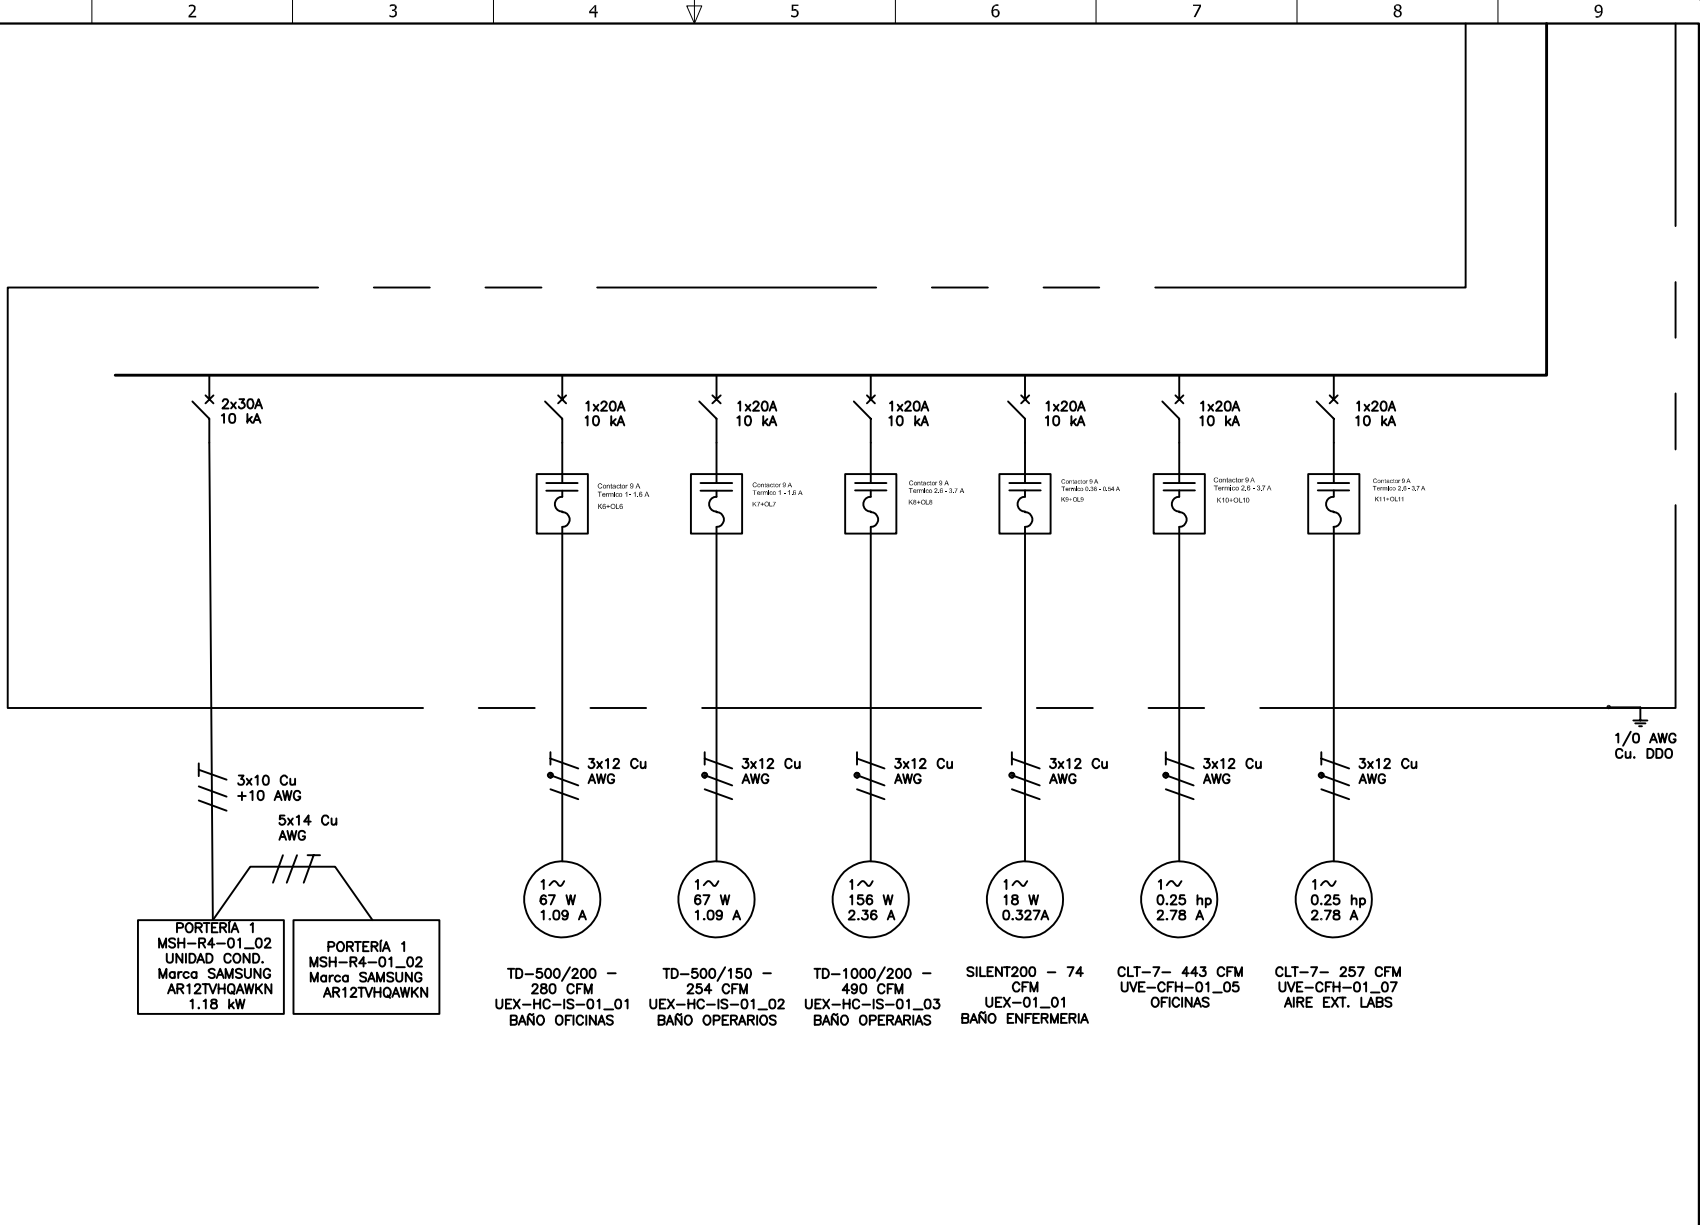 2 3 4 5 6 7 8 9
2x30A
10 kA
1x20A
10 kA
1x20A
10 kA
1x20A
10 kA
1x20A
10 kA
1x20A
10 kA
1x20A
10 kA
Contactor 9 A
Termico 1 - 1.6 A
K6+OL6
Contactor 9 A
Termico 1 - 1.6 A
K7+OL7
Contactor 9 A
Termico 2.6 - 3.7 A
K8+OL8
Contactor 9 A
Termico 0.36 - 0.54 A
K9+OL9
Contactor 9 A
Termico 2.6 - 3.7 A
K10+OL10
Contactor 9 A
Termico 2.6 - 3.7 A
K11+OL11
1/0 AWG
Cu. DDO
3x10 Cu
+10 AWG
5x14 Cu
AWG
3x12 Cu
AWG
3x12 Cu
AWG
3x12 Cu
AWG
3x12 Cu
AWG
3x12 Cu
AWG
3x12 Cu
AWG
PORTERÍA 1
MSH-R4-01_02
UNIDAD COND.
Marca SAMSUNG
AR12TVHQAWKN
1.18 kW
PORTERÍA 1
MSH-R4-01_02
Marca SAMSUNG
AR12TVHQAWKN
1~
67 W
1.09 A
1~
67 W
1.09 A
1~
156 W
2.36 A
1~
18 W
0.327A
1~
0.25 hp
2.78 A
1~
0.25 hp
2.78 A
TD-500/200 -
280 CFM
UEX-HC-IS-01_01
BAÑO OFICINAS
TD-500/150 -
254 CFM
UEX-HC-IS-01_02
BAÑO OPERARIOS
TD-1000/200 -
490 CFM
UEX-HC-IS-01_03
BAÑO OPERARIAS
SILENT200 - 74
CFM
UEX-01_01
BAÑO ENFERMERIA
CLT-7- 443 CFM
UVE-CFH-01_05
OFICINAS
CLT-7- 257 CFM
UVE-CFH-01_07
AIRE EXT. LABS